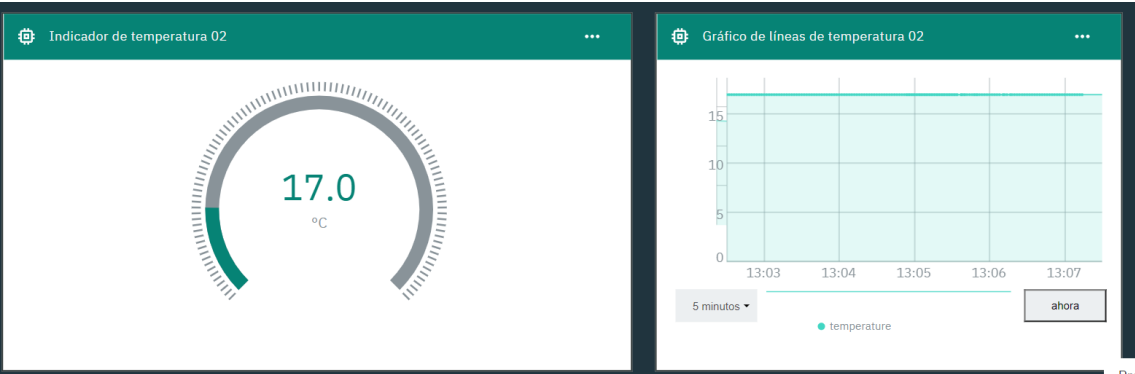 Indicador de temperatura 02
17.0
°C
Gráfico de líneas de temperatura 02
15
10
5
0
13:03 13:04 13:05 13:06 13:07
5 minutos
ahora
temperature